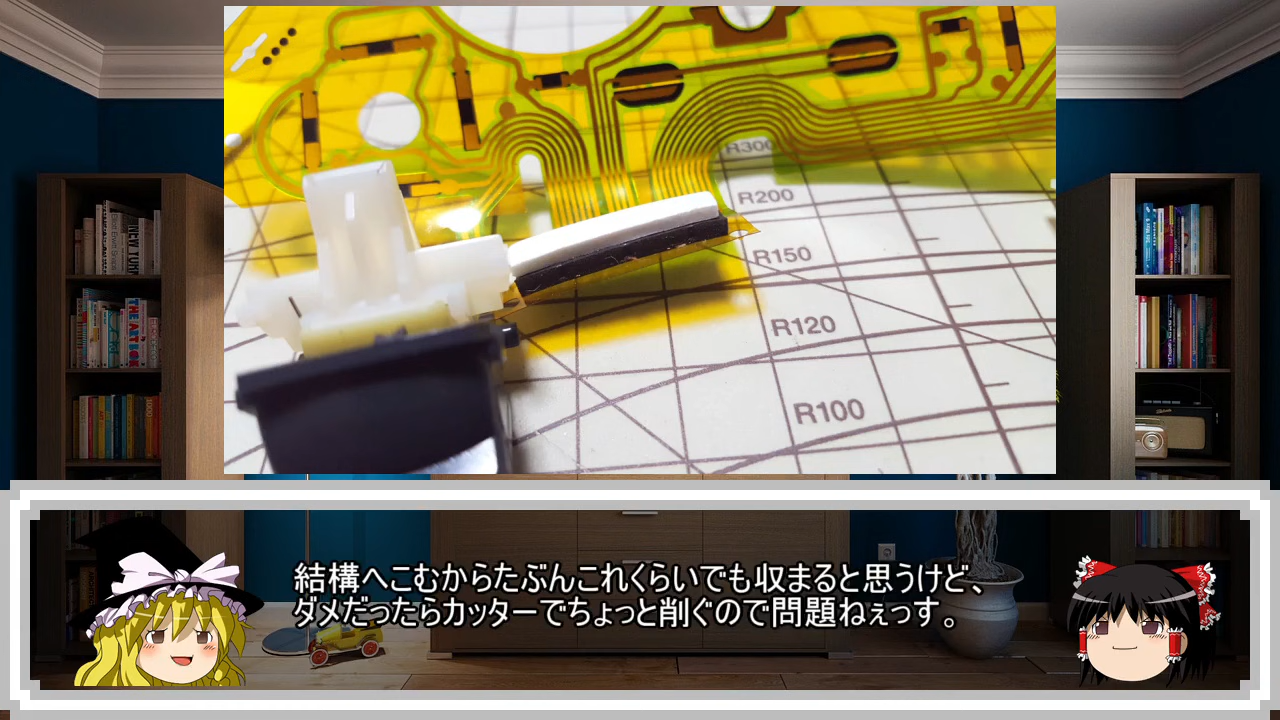 R300
R200
R150
R120
R100
結構へこむからたぶんこれくらいでも収まると思うけど、
ダメだったらカッターでちょっと削ぐので問題ねぇっす。